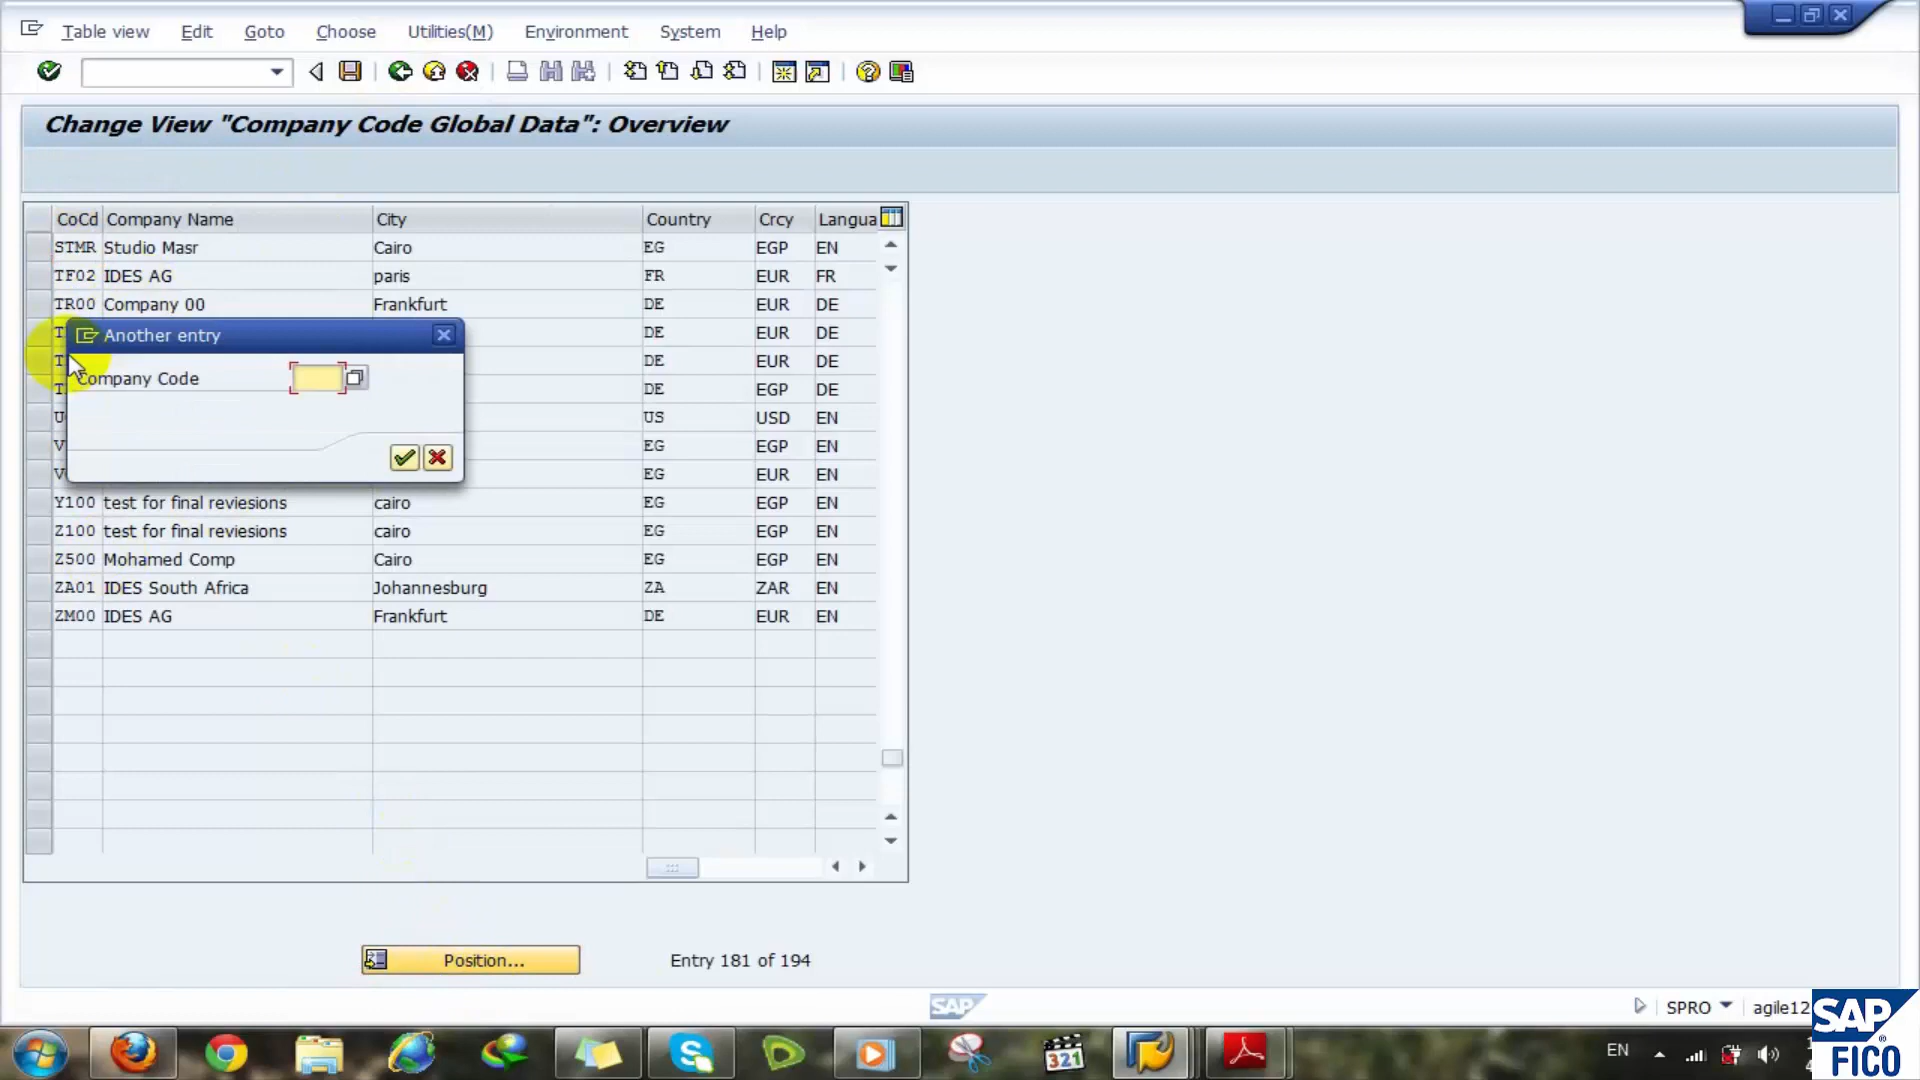 Table view Edit Goto Choose Utilities(M) Environment System Help
Change View "Company Code Global Data": Overview
CoCd Company Name City Country Crcy Langua
STMR Studio Masr Cairo EG EGP EN
TF02 IDES AG paris FR EUR FR
TR00 Company 00 Frankfurt DE EUR DE
T DE EUR DE
T DE EUR DE
T DE EGP DE
U US USD EN
V EG EGP EN
V EG EUR EN
Another entry
Company Code
Y100 test for final reviesions cairo EG EGP EN
Z100 test for final reviesions cairo EG EGP EN
Z500 Mohamed Comp Cairo EG EGP EN
ZA01 IDES South Africa Johannesburg ZA ZAR EN
ZM00 IDES AG Frankfurt DE EUR EN
Position... Entry 181 of 194
SAP SPRO agile12
EN
321
SAP
FICO